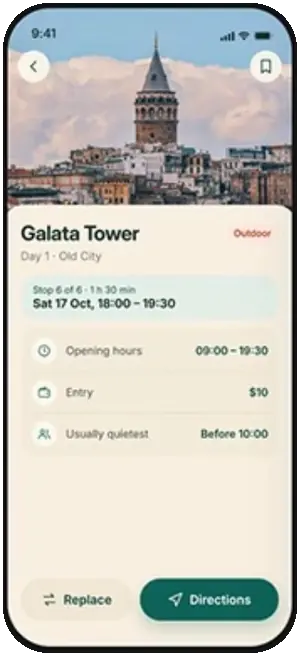 9:41
Galata Tower
Outdoor
Day 1 · Old City
Stop 6 of 6 · 1 h 30 min
Sat 17 Oct, 18:00 – 19:30
Opening hours
09:00 – 19:30
Entry
$10
Usually quietest
Before 10:00
Replace
Directions